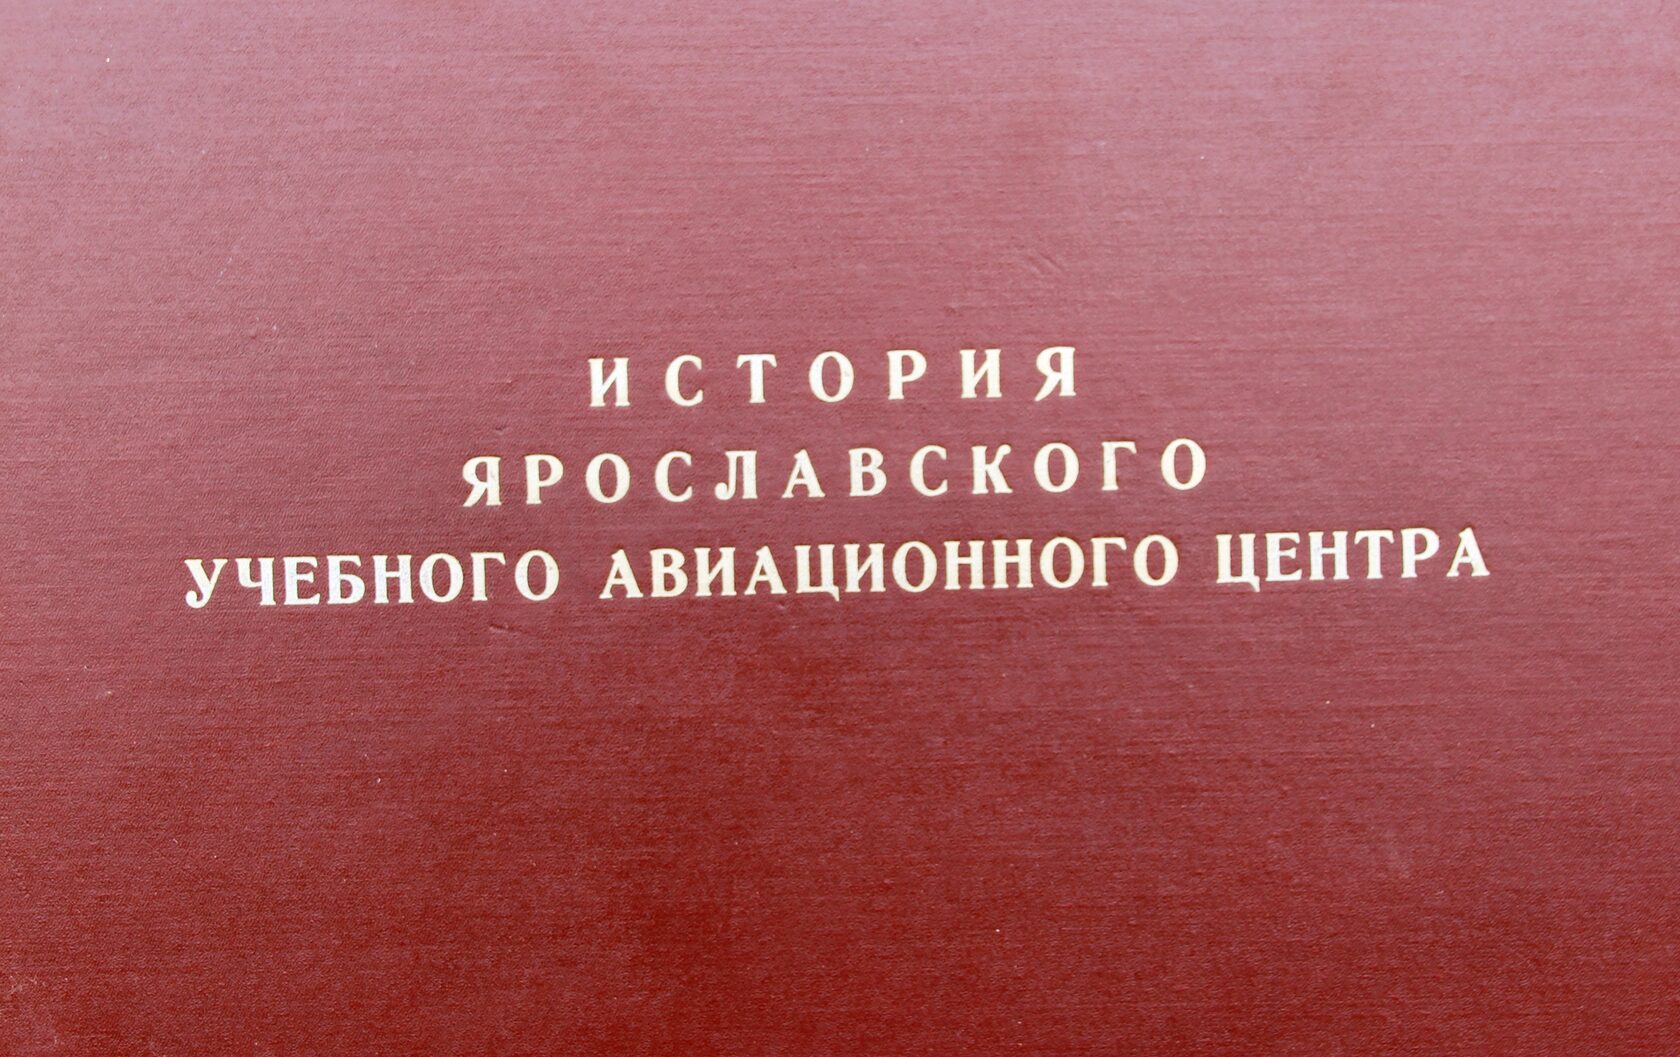 ИСТОРИЯ
ЯРОСЛАВСКОГО
УЧЕБНОГО АВИАЦИОННОГО ЦЕНТРА